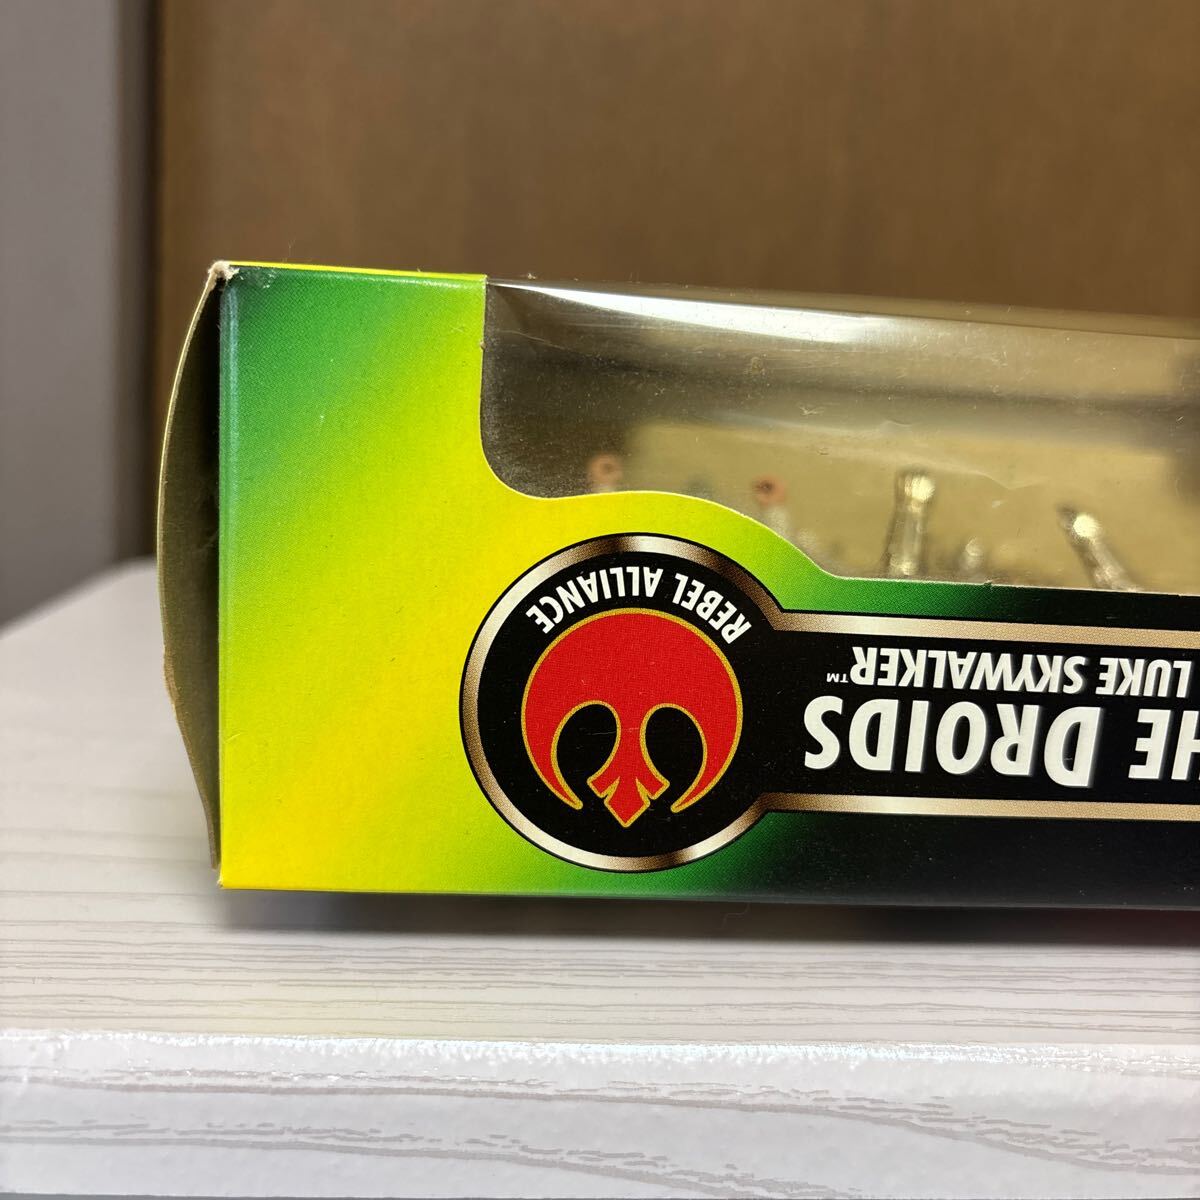 REBEL ALLIANCE
HE DROIDS
LUKE SKYWALKER™